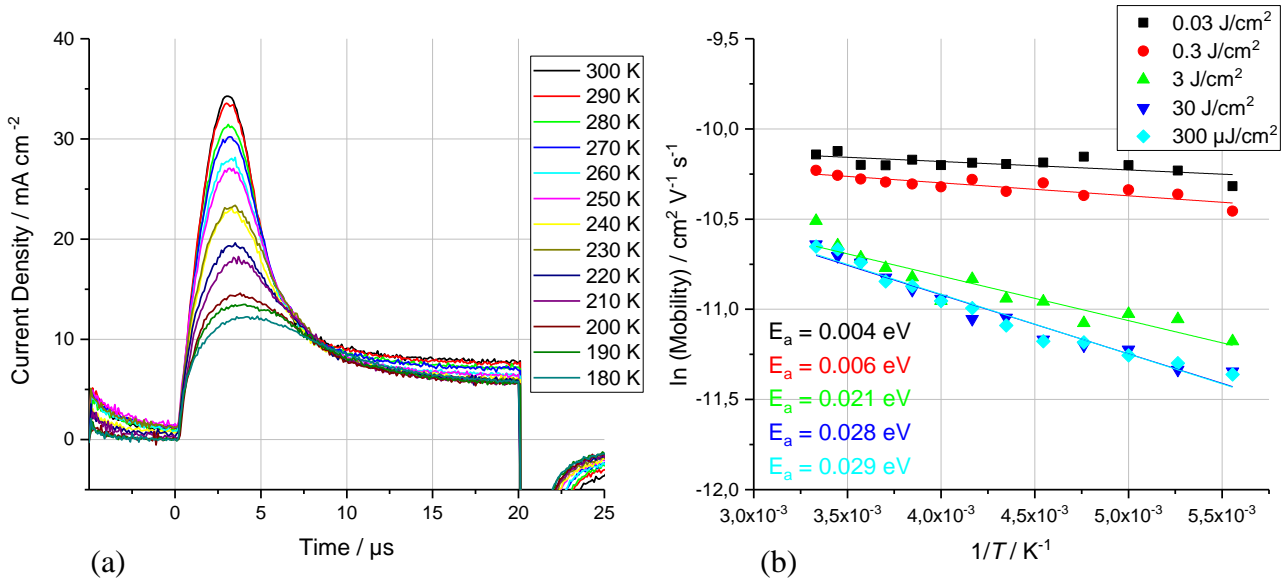 40
30
20
10
0
0
5
10
15
20
25
Current Density / mA cm⁻²
Time / µs
300 K
290 K
280 K
270 K
260 K
250 K
240 K
230 K
220 K
210 K
200 K
190 K
180 K
(a)
-9,5
-10,0
-10,5
-11,0
-11,5
-12,0
3,0x10⁻³
3,5x10⁻³
4,0x10⁻³
4,5x10⁻³
5,0x10⁻³
5,5x10⁻³
ln (Mobility) / cm² V⁻¹ s⁻¹
1/T / K⁻¹
0.03 J/cm²
0.3 J/cm²
3 J/cm²
30 J/cm²
300 µJ/cm²
Eₐ = 0.004 eV
Eₐ = 0.006 eV
Eₐ = 0.021 eV
Eₐ = 0.028 eV
Eₐ = 0.029 eV
(b)